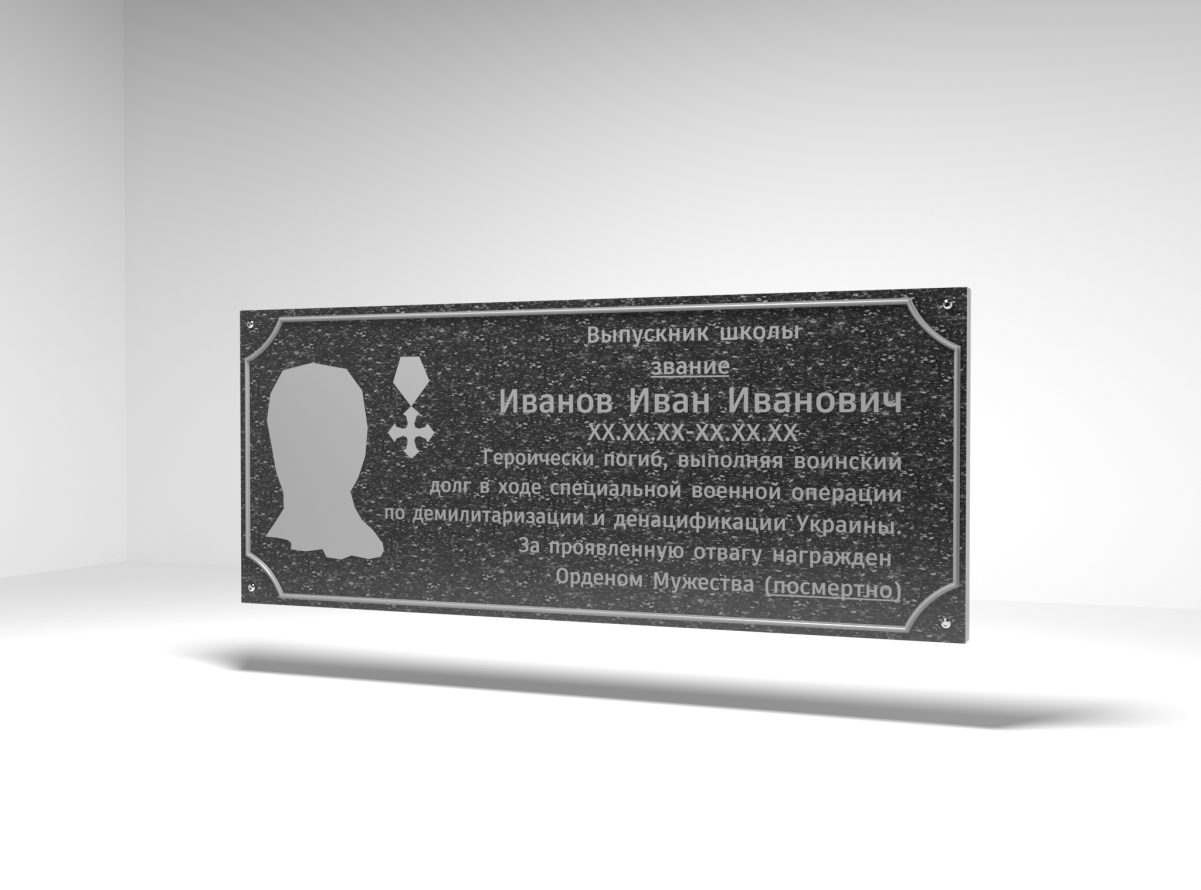 Выпускник школы
звание
Иванов Иван Иванович
XX.XX.XX-XX.XX.XX
Героически погиб, выполняя воинский
долг в ходе специальной военной операции
по демилитаризации и денацификации Украины.
За проявленную отвагу награжден
Орденом Мужества (посмертно)